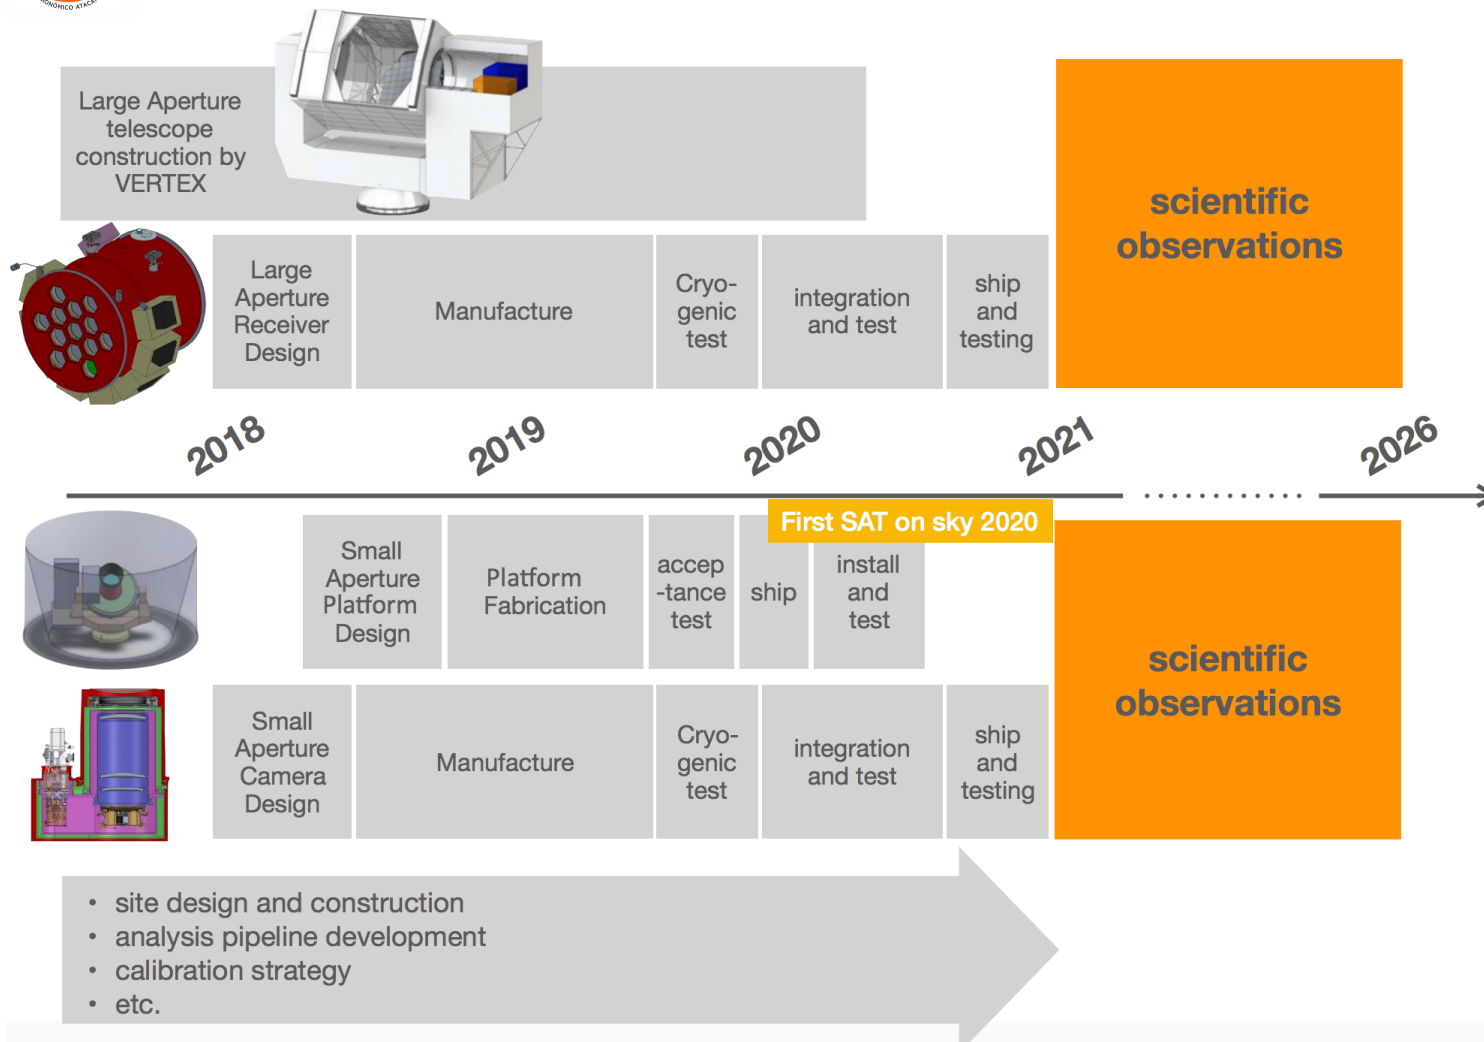 RONÓMICO ATACA
Large Aperture
telescope
construction by
VERTEX
scientific
observations
Large
Aperture
Receiver
Design
Manufacture
Cryo-
genic
test
integration
and test
ship
and
testing
2018
2019
2020
2021
2026
First SAT on sky 2020
Small
Aperture
Platform
Design
Platform
Fabrication
accep
-tance
test
ship
install
and
test
scientific
observations
Small
Aperture
Camera
Design
Manufacture
Cryo-
genic
test
integration
and test
ship
and
testing
• site design and construction
• analysis pipeline development
• calibration strategy
• etc.